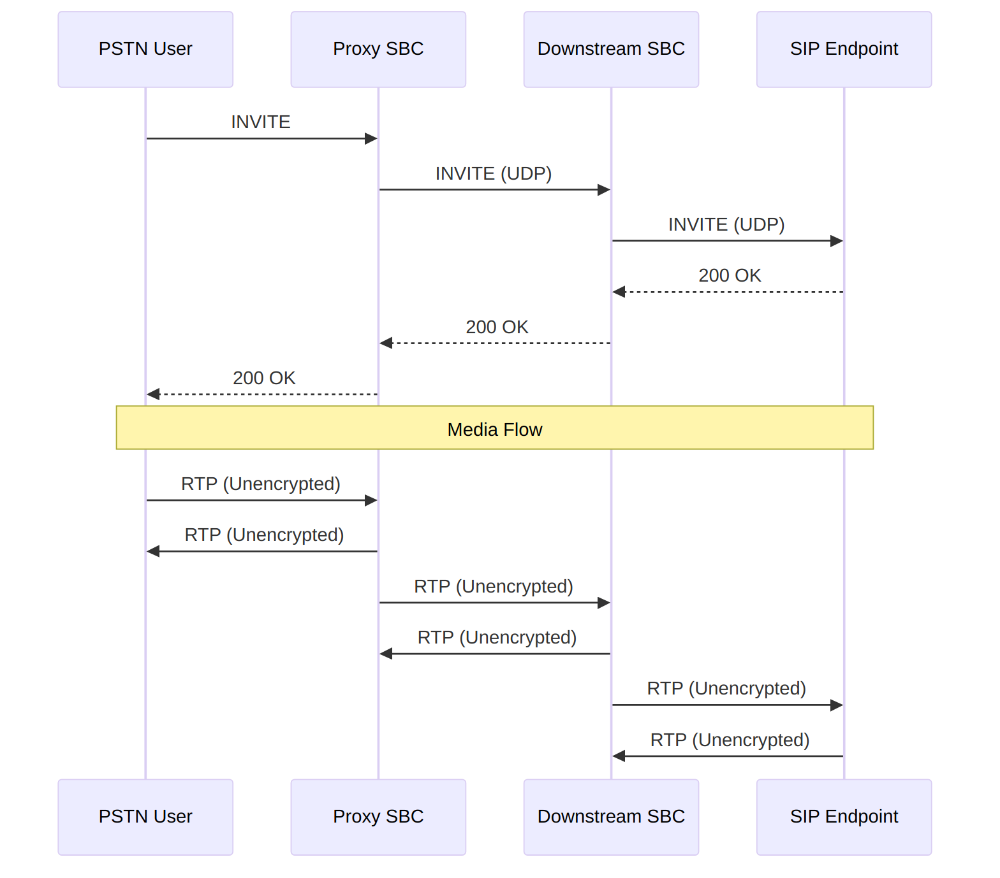 PSTN User
Proxy SBC
Downstream SBC
SIP Endpoint
INVITE
INVITE (UDP)
INVITE (UDP)
200 OK
200 OK
200 OK
Media Flow
RTP (Unencrypted)
RTP (Unencrypted)
RTP (Unencrypted)
RTP (Unencrypted)
RTP (Unencrypted)
RTP (Unencrypted)
PSTN User
Proxy SBC
Downstream SBC
SIP Endpoint